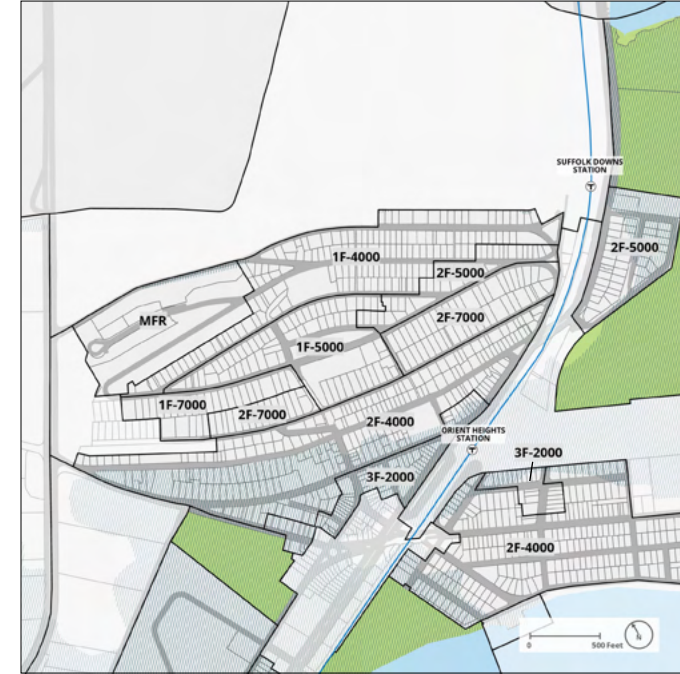 SUFFOLK DOWNS
STATION
T
2F-5000
1F-4000
2F-5000
MFR
2F-7000
1F-5000
1F-7000
2F-7000
2F-4000
ORIENT HEIGHTS
STATION
T
3F-2000
3F-2000
2F-4000
0
500 Feet
N